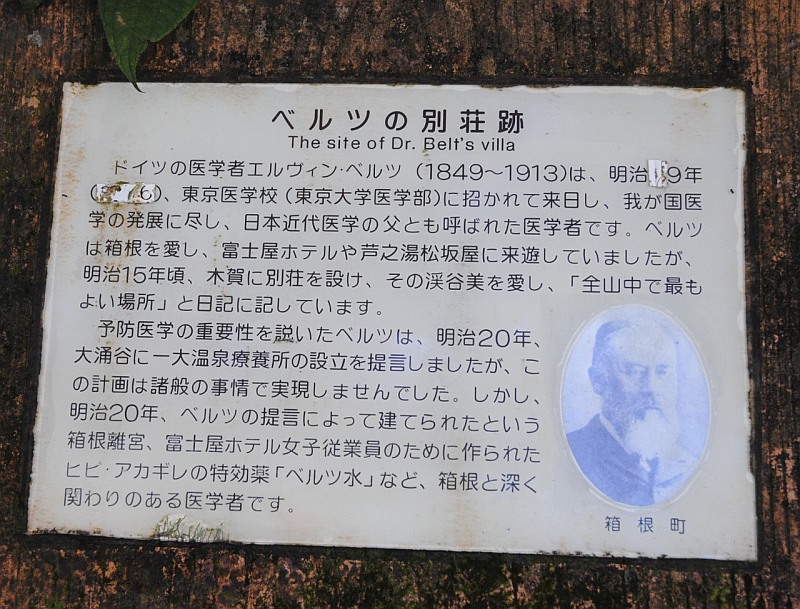 ベルツの別荘跡
The site of Dr. Belt's villa
ドイツの医学者エルヴィン・ベルツ（1849〜1913）は、明治9年
（6）、東京医学校（東京大学医学部）に招かれて来日し、我が国医
学の発展に尽し、日本近代医学の父とも呼ばれた医学者です。ベルツ
は箱根を愛し、富士屋ホテルや芦之湯松坂屋に来遊していましたが、
明治15年頃、木賀に別荘を設け、その渓谷美を愛し、「全山中で最も
よい場所」と日記に記しています。
予防医学の重要性を説いたベルツは、明治20年、
大涌谷に一大温泉療養所の設立を提言しましたが、こ
の計画は諸般の事情で実現しませんでした。しかし、
明治20年、ベルツの提言によって建てられたという
箱根離宮、富士屋ホテル女子従業員のために作られた
ヒビ・アカギレの特効薬「ベルツ水」など、箱根と深く
関わりのある医学者です。
箱根町